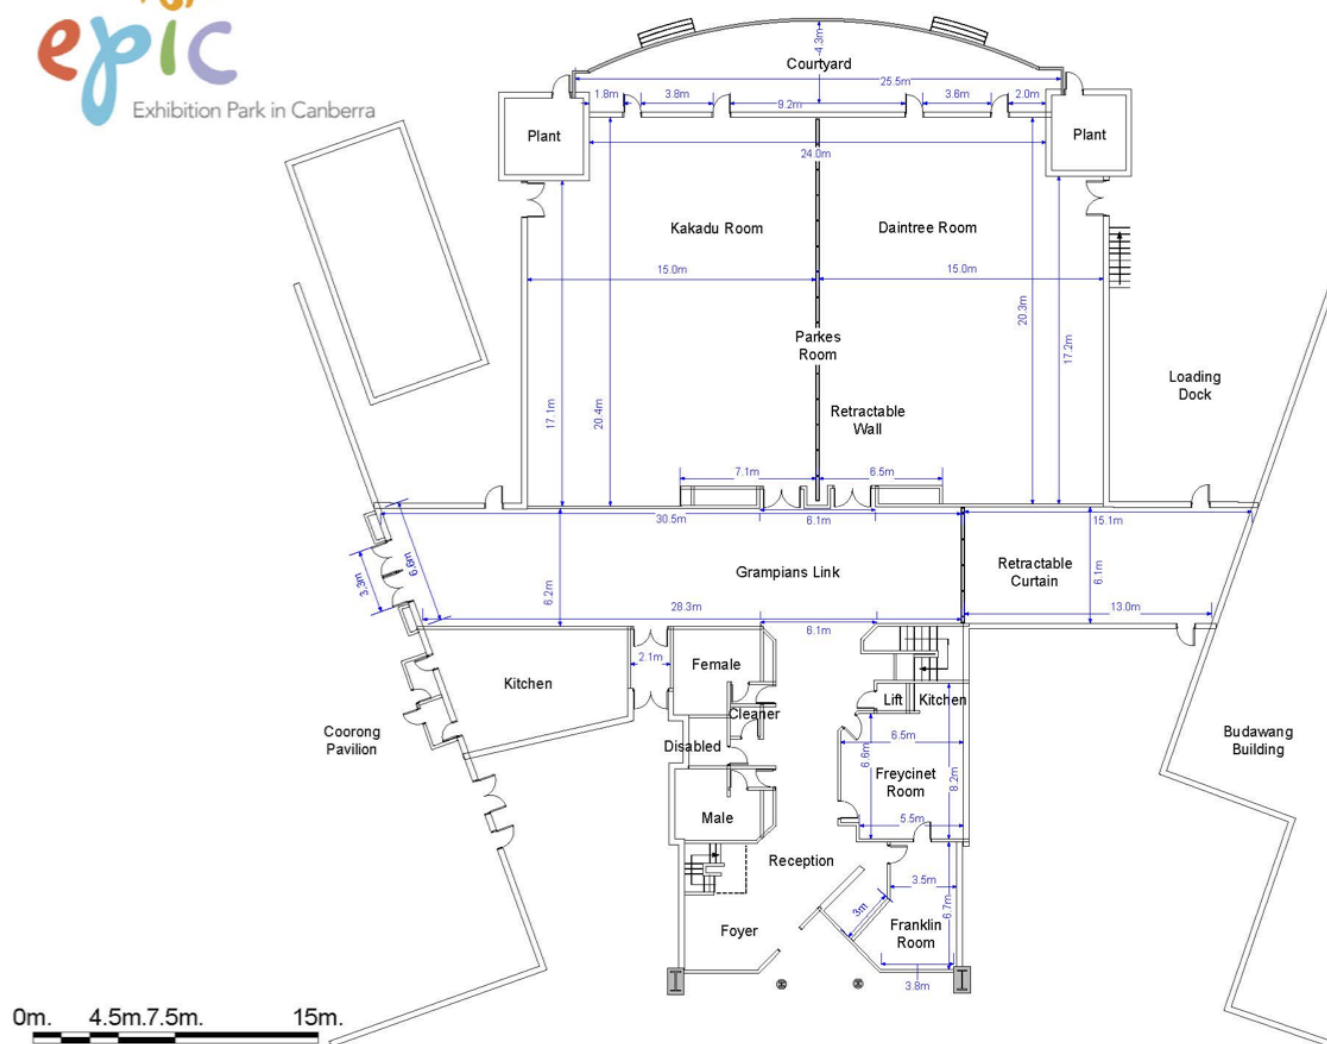 epic
Exhibition Park in Canberra
4.3m
Courtyard
25.5m
1.8m
3.8m
9.2m
3.6m
2.0m
Plant
Plant
24.0m
Kakadu Room
Daintree Room
15.0m
15.0m
20.3m
Parkes
Room
17.2m
Loading
Dock
17.1m
20.4m
Retractable
Wall
7.1m
6.5m
30.5m
6.1m
15.1m
3.3m
6.6m
6.2m
Grampians Link
Retractable
Curtain
6.1m
28.3m
13.0m
6.1m
2.1m
Female
Kitchen
Lift
Kitchen
Cleaner
Coorong
Pavilion
Disabled
6.5m
6.6m
Freycinet
Room
8.2m
Budawang
Building
Male
5.5m
Reception
3.5m
6.7m
3m
Foyer
Franklin
Room
3.8m
0m. 4.5m.7.5m. 15m.